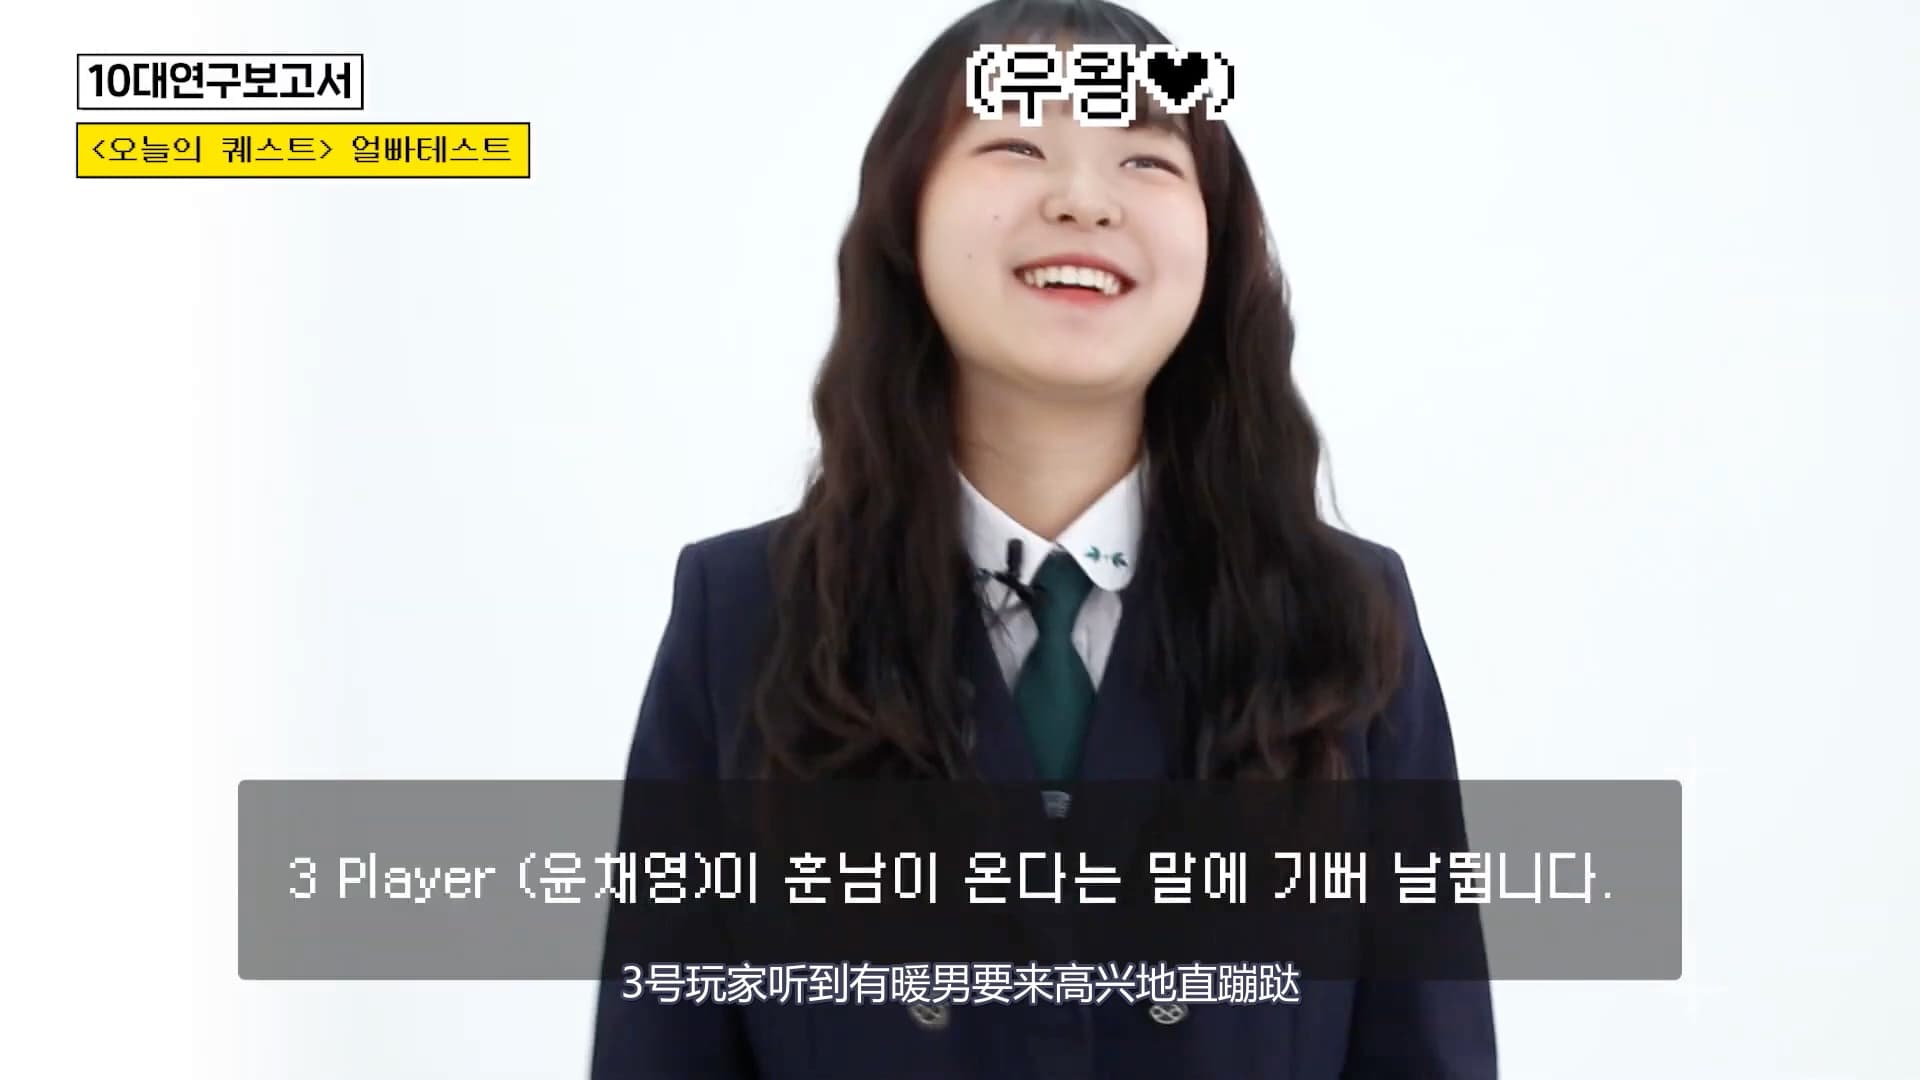 10대연구보고서
<오늘의 퀘스트> 얼빠테스트
(우왕♥)
3 Player (윤채영)이 훈남이 온다는 말에 기뻐 날뜁니다.
3号玩家听到有暖男要来高兴地直蹦跶